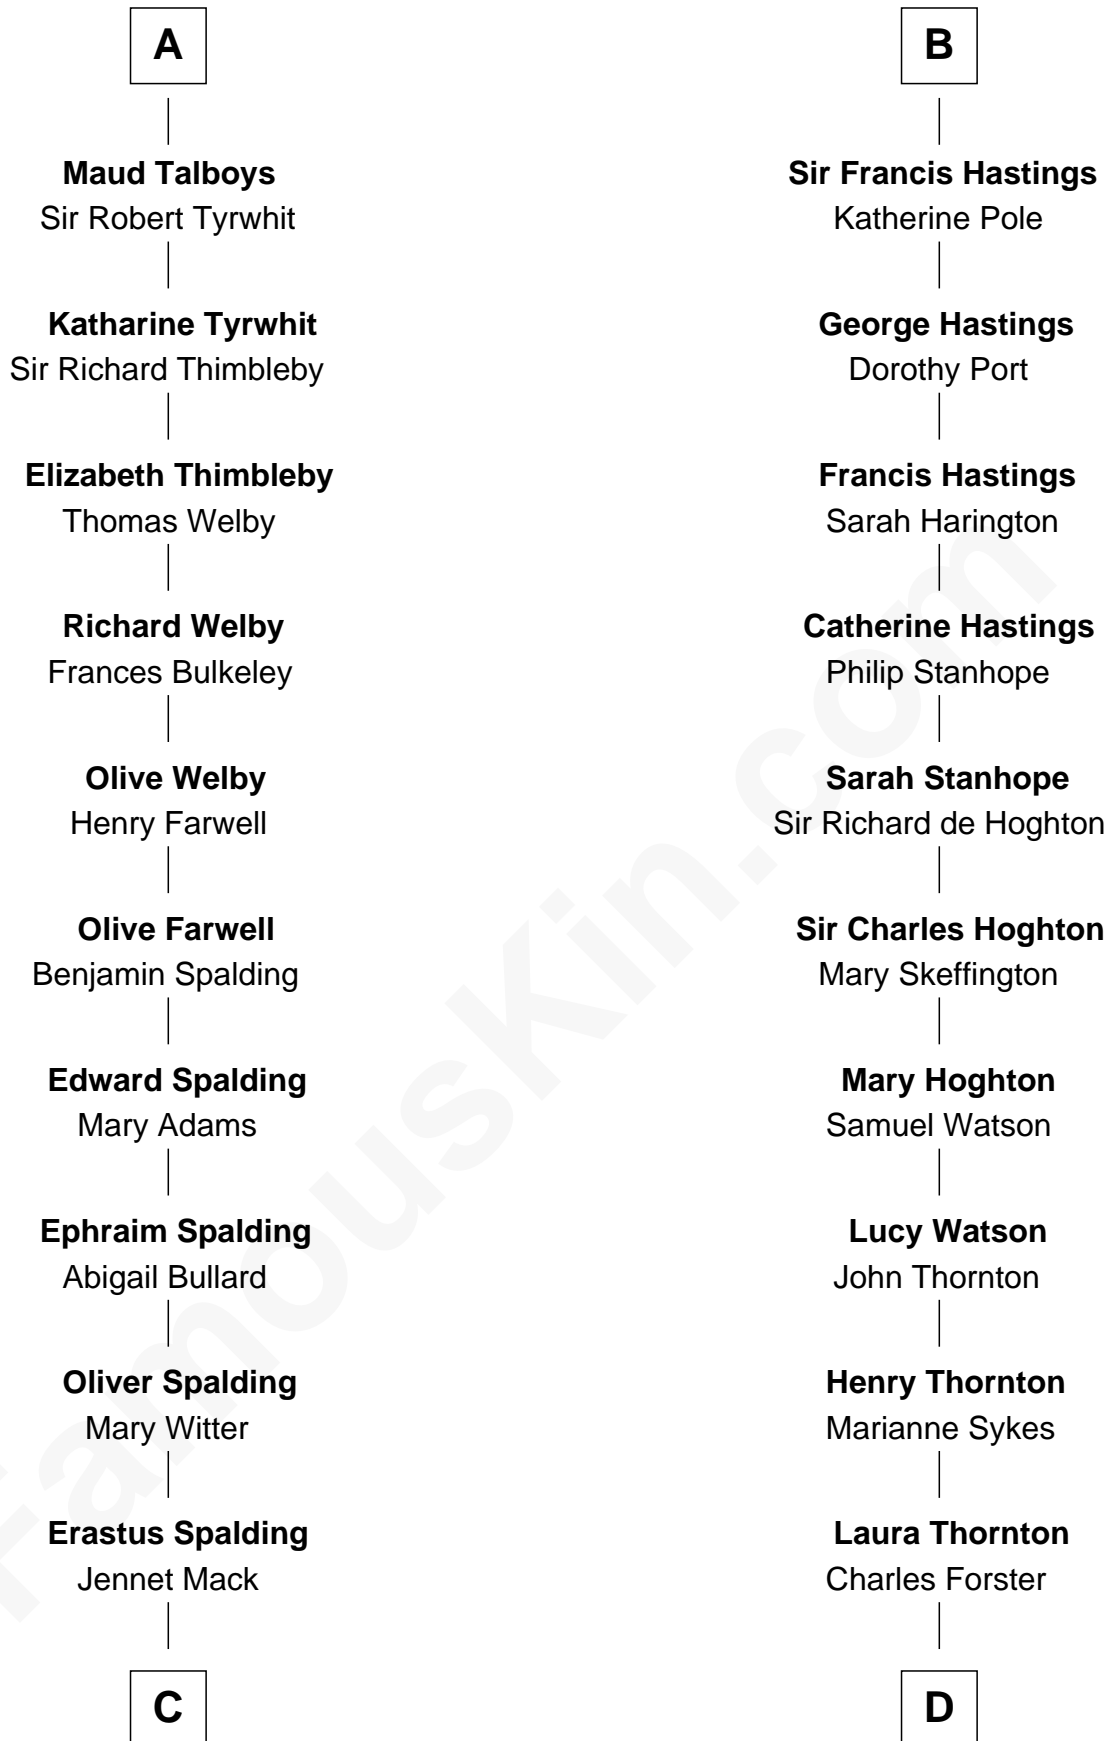 A
Maud Talboys
Sir Robert Tyrwhit
Katharine Tyrwhit
Sir Richard Thimbleby
Elizabeth Thimbleby
Thomas Welby
Richard Welby
Frances Bulkeley
Olive Welby
Henry Farwell
Olive Farwell
Benjamin Spalding
Edward Spalding
Mary Adams
Ephraim Spalding
Abigail Bullard
Oliver Spalding
Mary Witter
Erastus Spalding
Jennet Mack
C
B
Sir Francis Hastings
Katherine Pole
George Hastings
Dorothy Port
Francis Hastings
Sarah Harington
Catherine Hastings
Philip Stanhope
Sarah Stanhope
Sir Richard de Hoghton
Sir Charles Hoghton
Mary Skeffington
Mary Hoghton
Samuel Watson
Lucy Watson
John Thornton
Henry Thornton
Marianne Sykes
Laura Thornton
Charles Forster
D
FamousKin.com